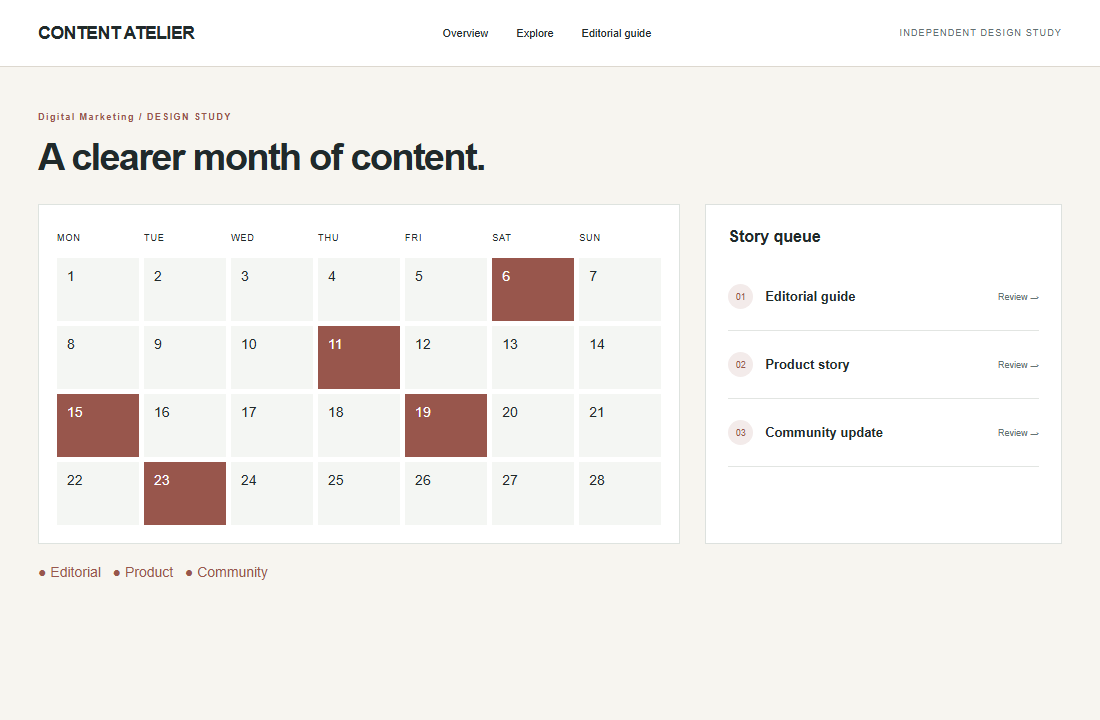 CONTENT ATELIER
Overview Explore Editorial guide
INDEPENDENT DESIGN STUDY
Digital Marketing / DESIGN STUDY
A clearer month of content.
MON TUE WED THU FRI SAT SUN
1 2 3 4 5 6 7
8 9 10 11 12 13 14
15 16 17 18 19 20 21
22 23 24 25 26 27 28
● Editorial ● Product ● Community
Story queue
01 Editorial guide Review →
02 Product story Review →
03 Community update Review →